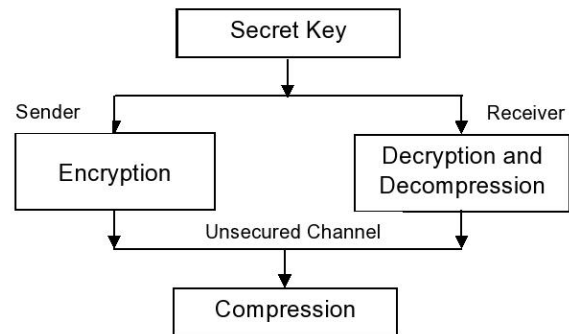 Secret Key
Sender
Receiver
Encryption
Decryption and
Decompression
Unsecured Channel
Compression